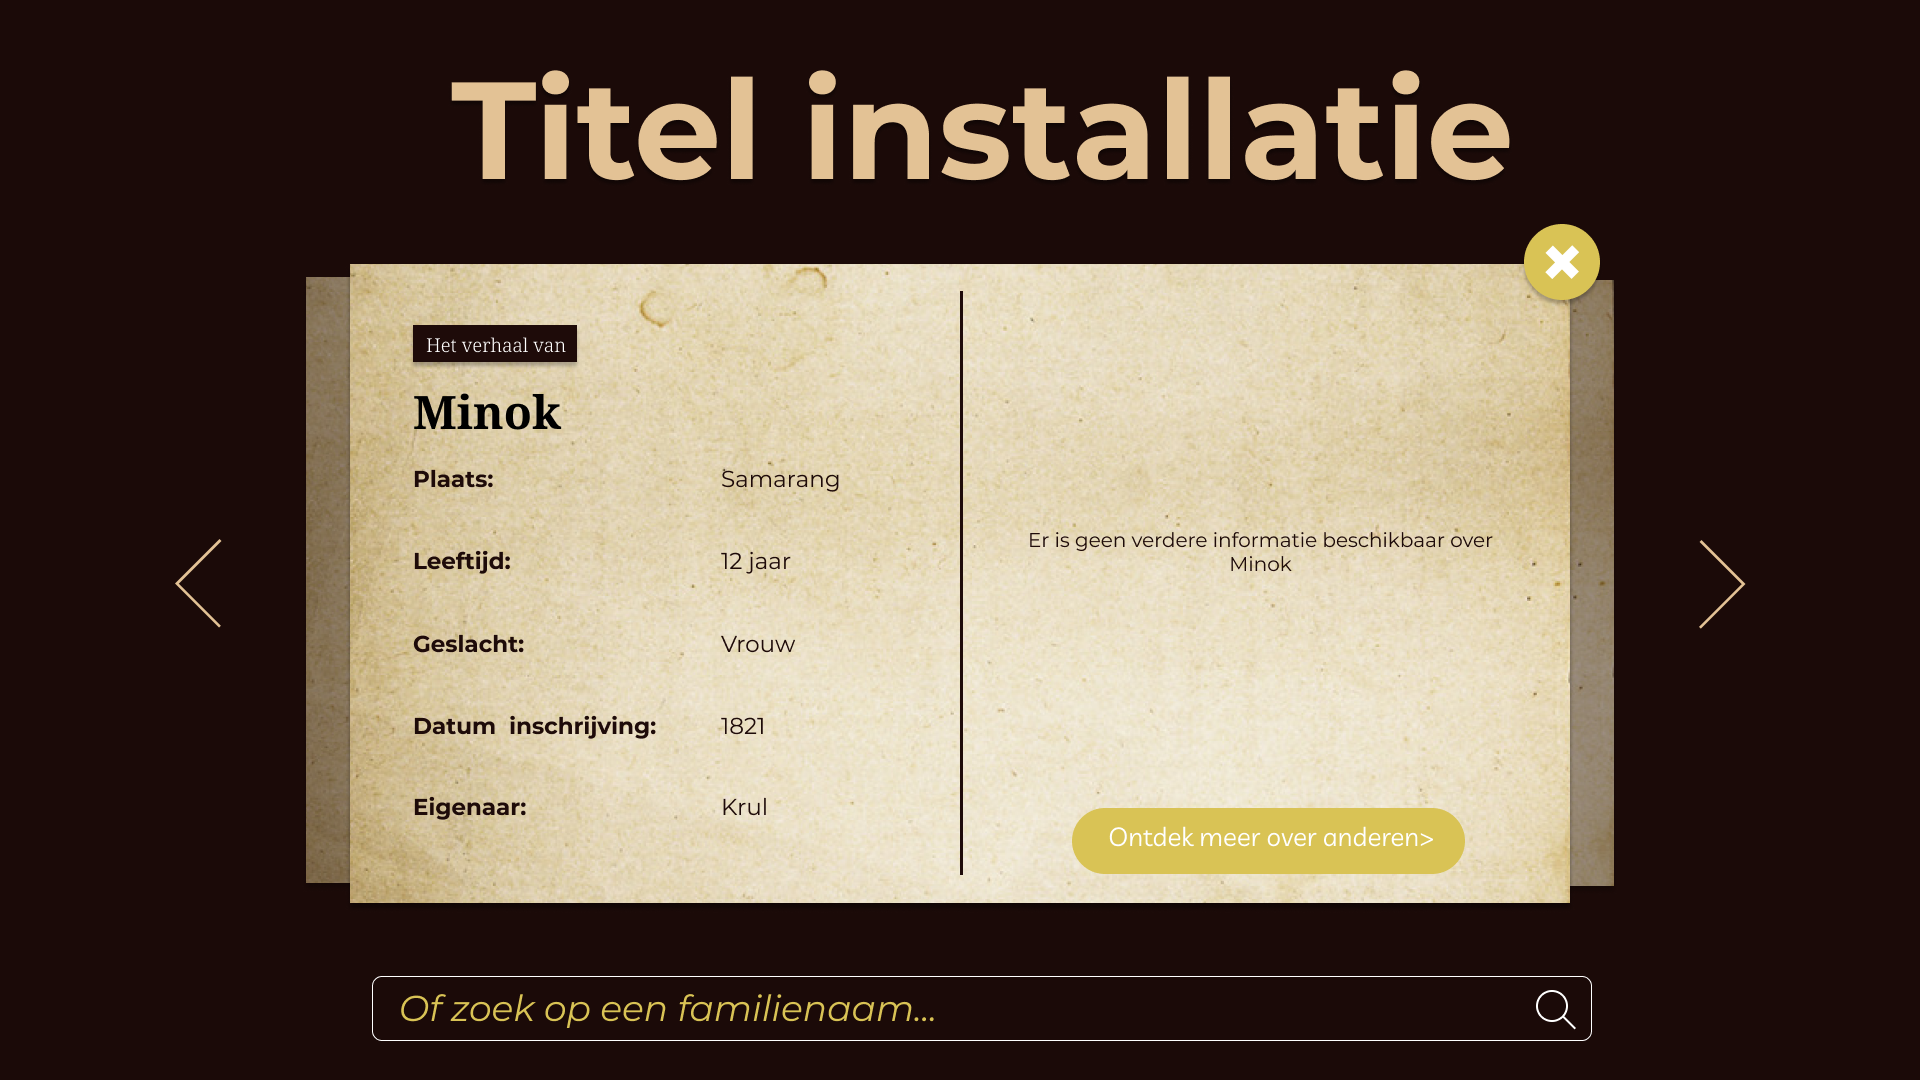 Titel installatie
Het verhaal van
Minok
Plaats: Samarang
Leeftijd: 12 jaar
Geslacht: Vrouw
Datum inschrijving: 1821
Eigenaar: Krul
Er is geen verdere informatie beschikbaar over
Minok
Ontdek meer over anderen>
Of zoek op een familienaam...